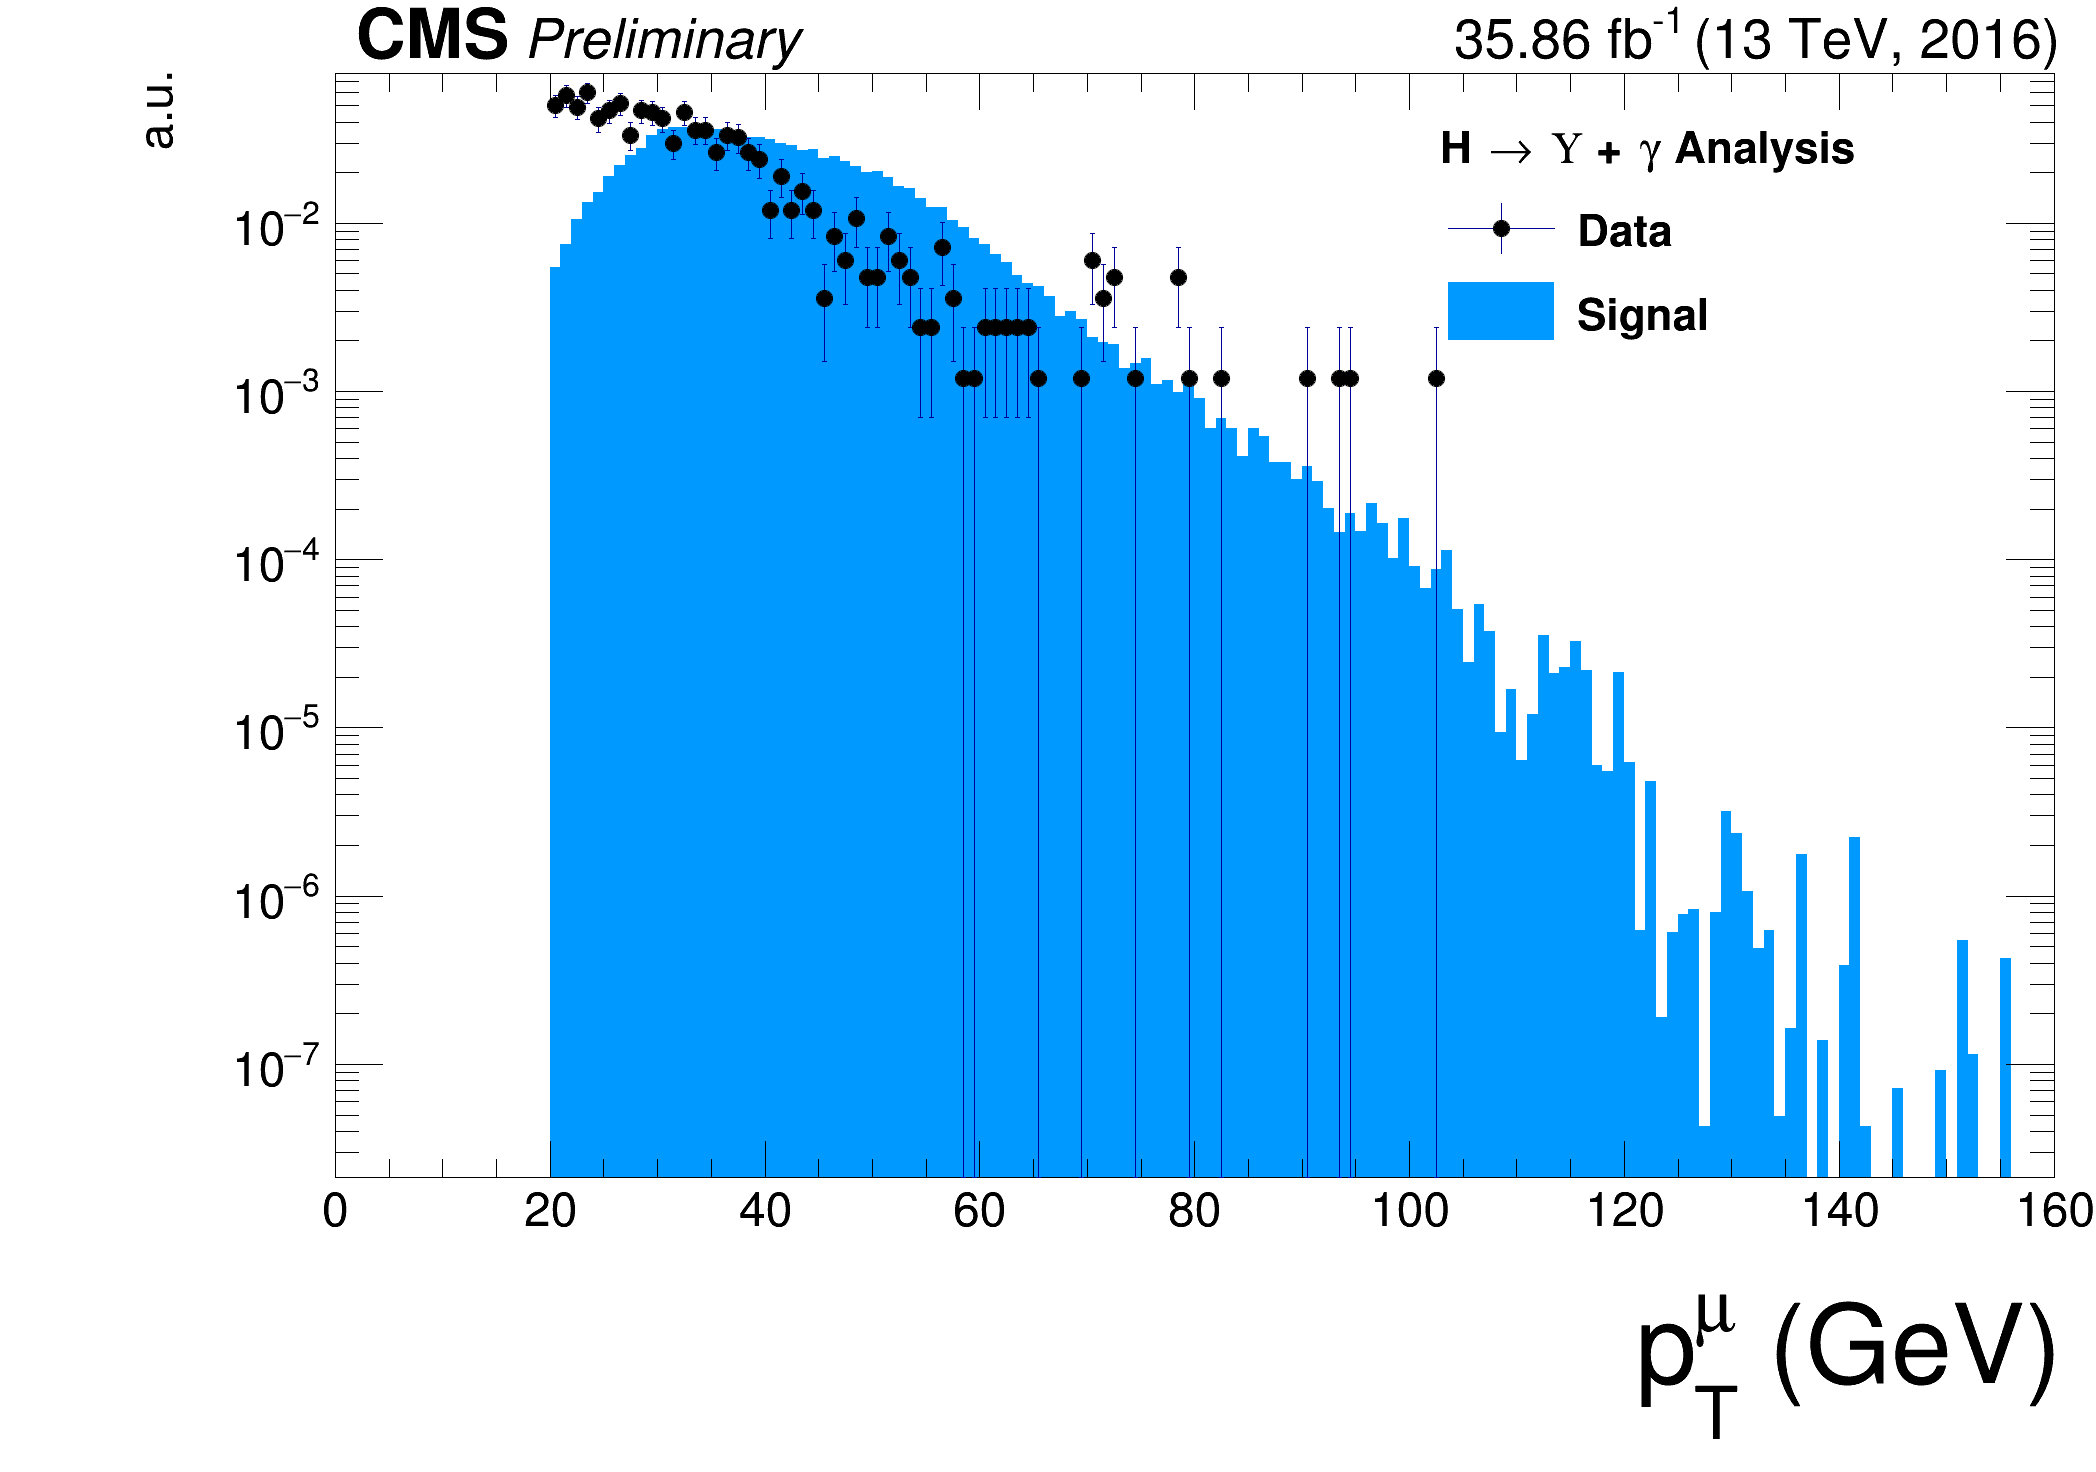 CMS Preliminary 35.86 fb⁻¹ (13 TeV, 2016)
a.u.
H → Υ + γ Analysis
Data
Signal
10⁻²
10⁻³
10⁻⁴
10⁻⁵
10⁻⁶
10⁻⁷
0 20 40 60 80 100 120 140 160
p_T^μ (GeV)